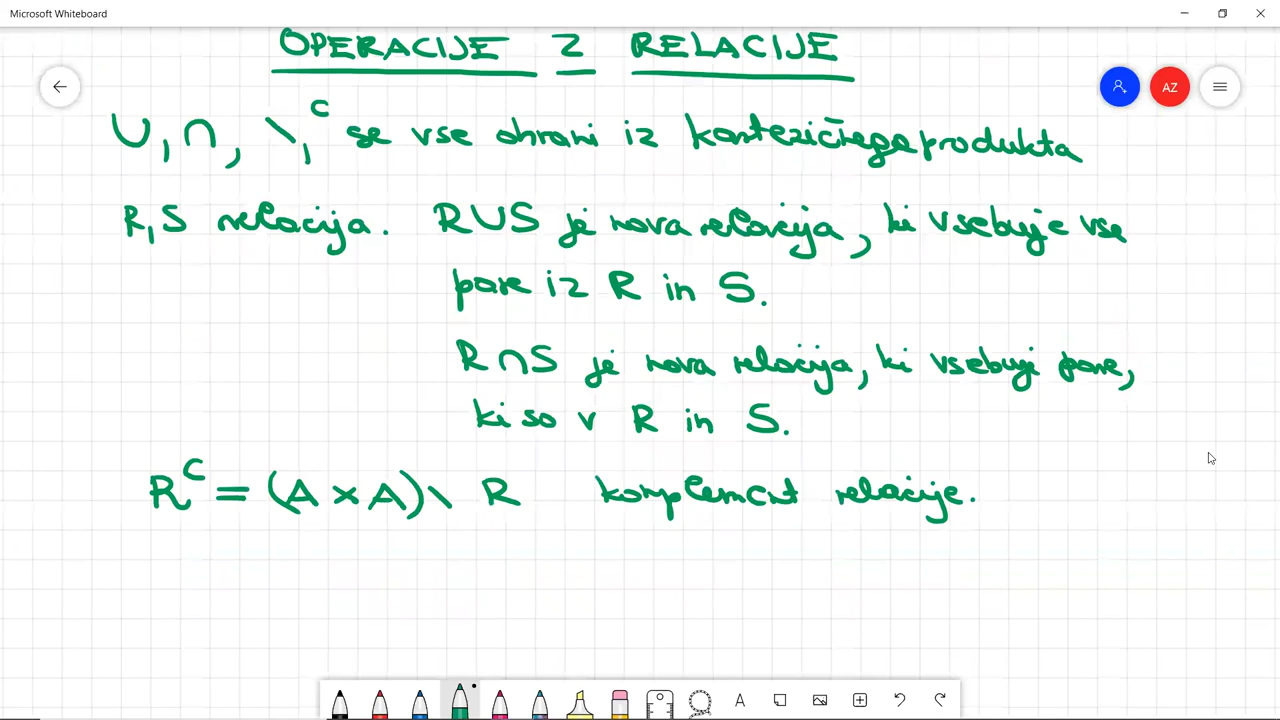 Microsoft Whiteboard
OPERACIJE Z RELACIJE
AZ
∪, ∩, \, ᶜ se vse ohrani iz kartezičnega produkta
R, S relacija. R∪S je nova relacija, ki vsebuje vse
pare iz R in S.
R∩S je nova relacija, ki vsebuje pare,
ki so v R in S.
Rᶜ = (A × A) \ R komplement relacije.